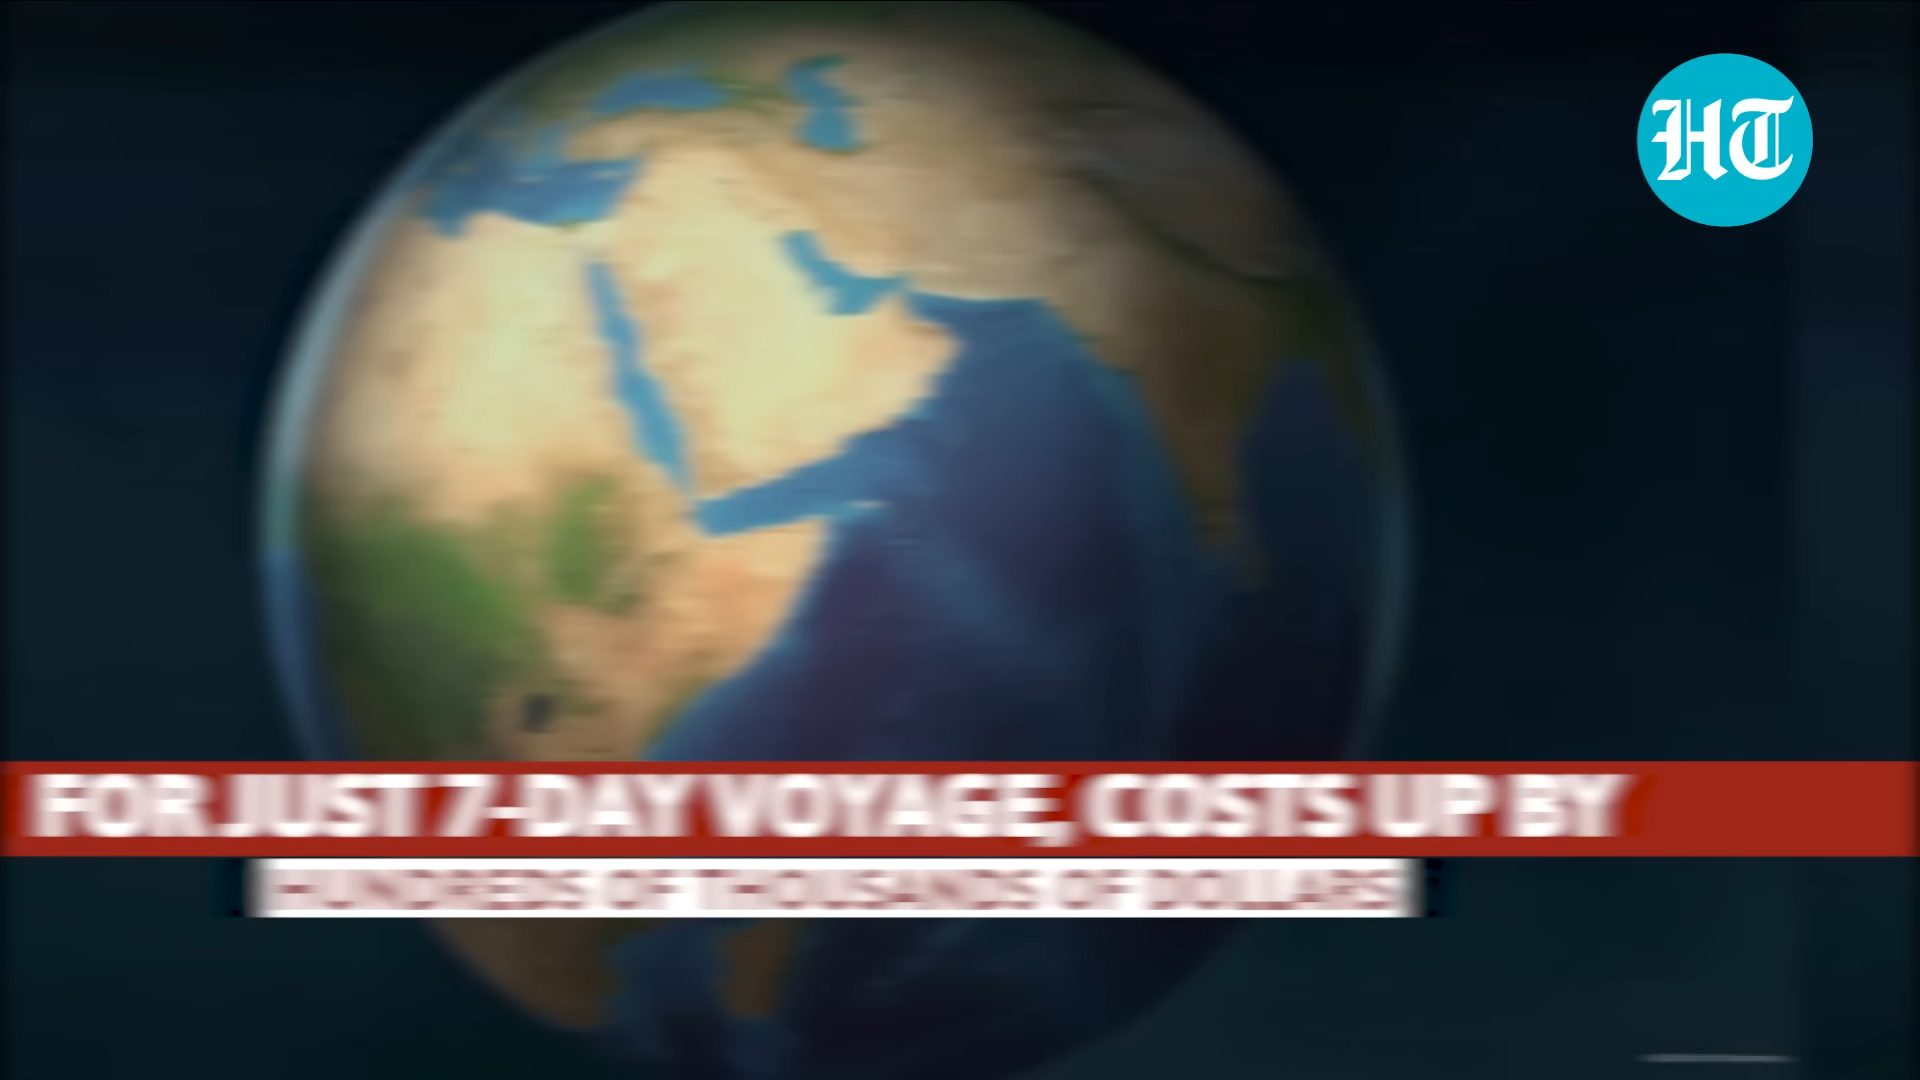 HT
FOR JUST 7-DAY VOYAGE, COSTS UP BY
HUNDREDS OF THOUSANDS OF DOLLARS